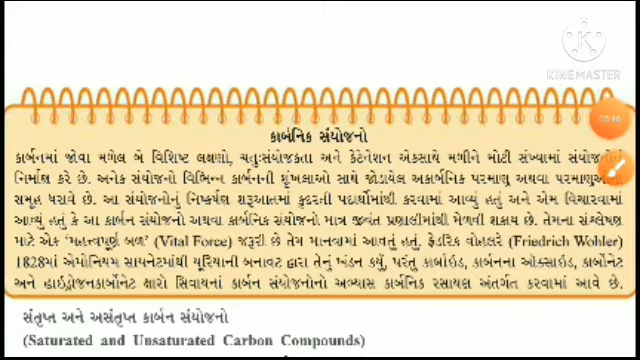 KINEMASTER
કાર્બનિક સંયોજનો
કાર્બનમાં જોવા મળેલ બે વિશિષ્ટ લક્ષણો, ચતુઃસંયોજકતા અને કેટેનેશન એકસાથે મળીને મોટી સંખ્યામાં સંયોજનોનું
નિર્માણ કરે છે. અનેક સંયોજનો વિભિન્ન કાર્બનની શૃંખલાઓ સાથે જોડાયેલ અકાર્બનિક પરમાણુ અથવા પરમાણુઓનો
સમૂહ ધરાવે છે. આ સંયોજનોનું નિષ્કર્ષણ શરૂઆતમાં કુદરતી પદાર્થોમાંથી કરવામાં આવ્યું હતું અને એમ વિચારવામાં
આવ્યું હતું કે આ કાર્બન સંયોજનો અથવા કાર્બનિક સંયોજનો માત્ર જીવંત પ્રણાલીમાંથી મેળવી શકાય છે. તેમના સંશ્લેષણ
માટે એક ‘મહત્ત્વપૂર્ણ બળ’ (Vital Force) જરૂરી છે તેમ માનવામાં આવતું હતું, ફ્રેડરિક વોહલરે (Friedrich Wohler)
1828માં એમોનિયમ સાયનેટમાંથી યૂરિયાની બનાવટ દ્વારા તેનું ખંડન કર્યું, પરંતુ કાર્બાઇડ, કાર્બનના ઓક્સાઇડ, કાર્બોનેટ
અને હાઈડ્રોજનકાર્બોનેટ ક્ષારો સિવાયનાં કાર્બન સંયોજનોનો અભ્યાસ કાર્બનિક રસાયણ અંતર્ગત કરવામાં આવે છે.
સંતૃપ્ત અને અસંતૃપ્ત કાર્બન સંયોજનો
(Saturated and Unsaturated Carbon Compounds)